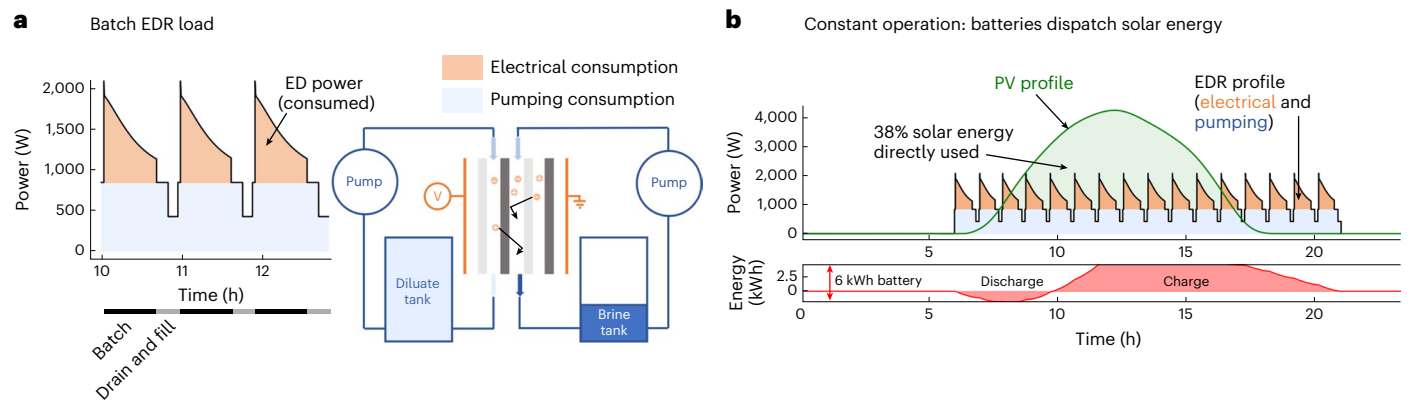 a
Batch EDR load
2,000
1,500
1,000
500
0
Power (W)
10
11
12
Time (h)
ED power
(consumed)
Batch
Drain and fill
Electrical consumption
Pumping consumption
Pump
V
Pump
Diluate
tank
Brine
tank
b
Constant operation: batteries dispatch solar energy
PV profile
EDR profile
(electrical and
pumping)
38% solar energy
directly used
4,000
3,000
2,000
1,000
0
Power (W)
5
10
15
20
Energy
(kWh)
2.5
0
6 kWh battery
Discharge
Charge
0
5
10
15
20
Time (h)